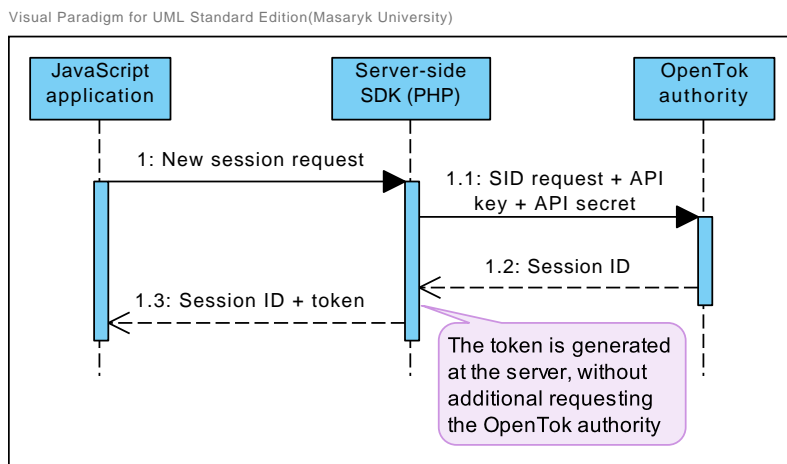 Visual Paradigm for UML Standard Edition(Masaryk University)
JavaScript
application
Server-side
SDK (PHP)
OpenTok
authority
1: New session request
1.1: SID request + API
key + API secret
1.2: Session ID
1.3: Session ID + token
The token is generated
at the server, without
additional requesting
the OpenTok authority